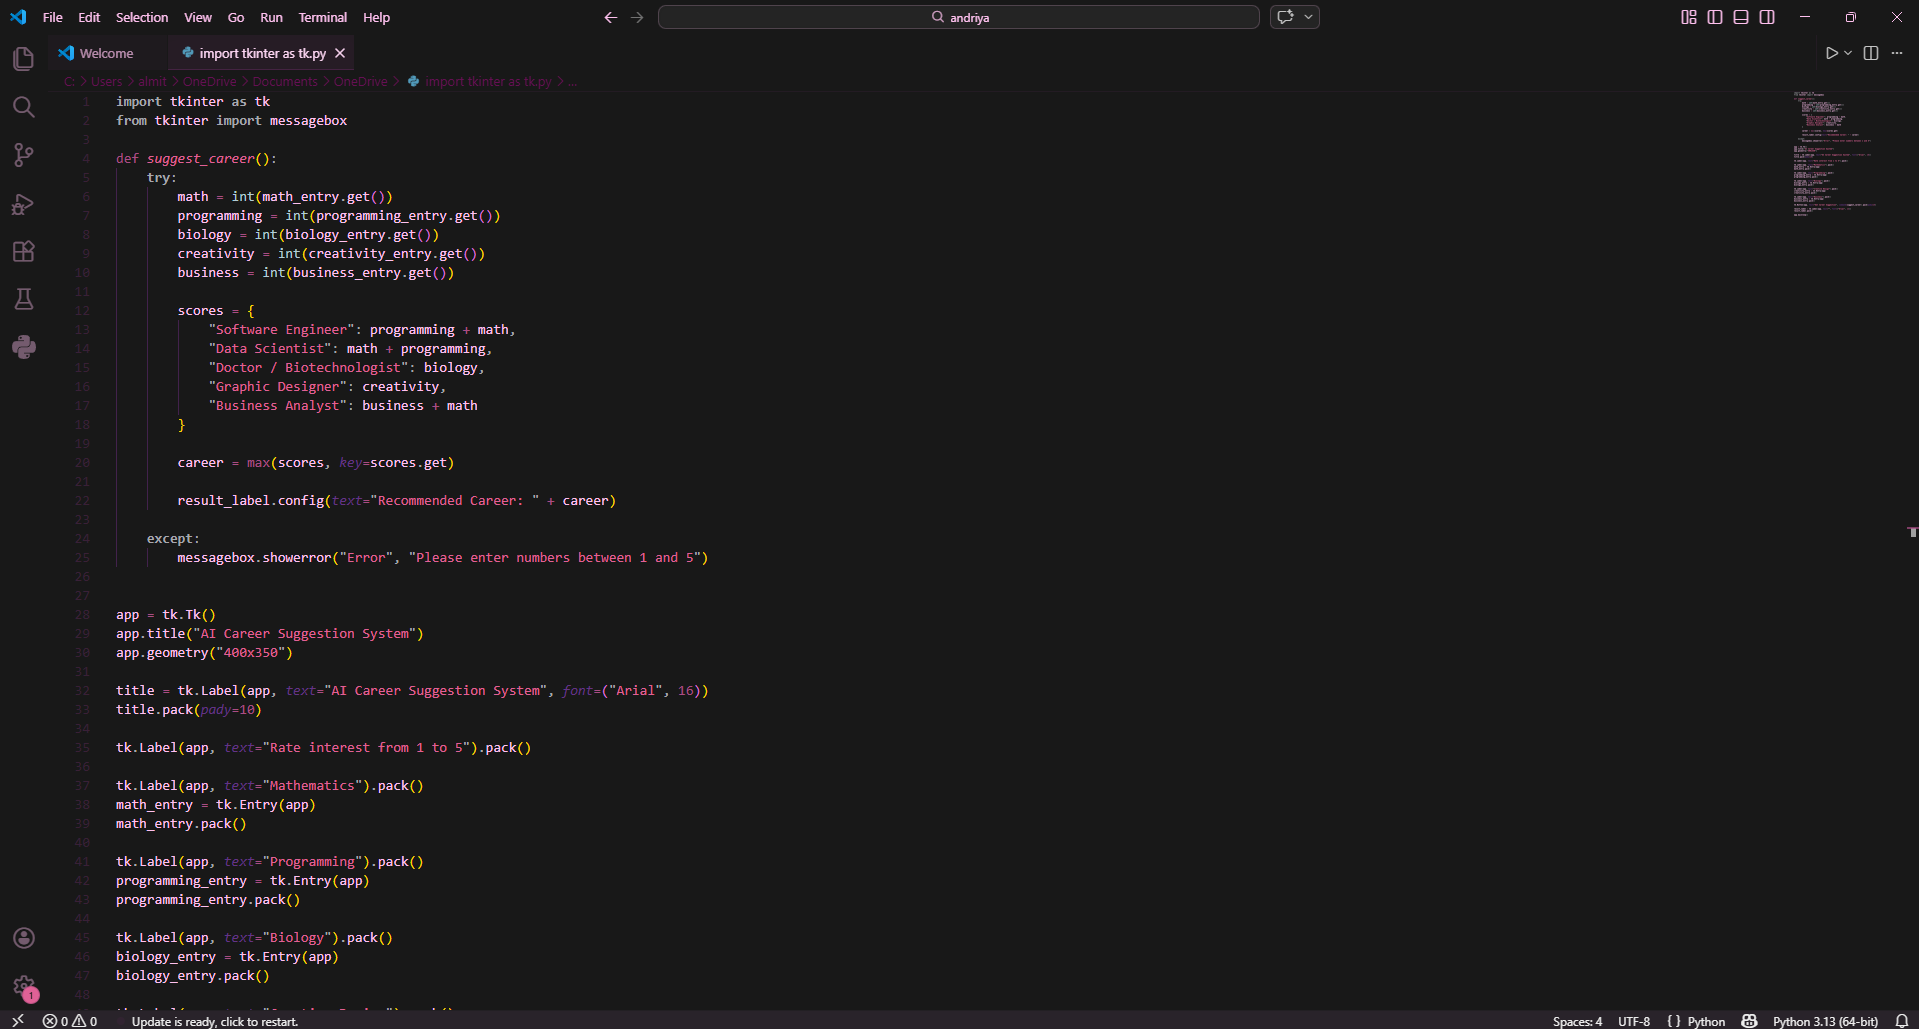 File Edit Selection View Go Run Terminal Help
andriya
Welcome
import tkinter as tk.py
C: > Users > almit > OneDrive > Documents > OneDrive > import tkinter as tk.py > ...
1 import tkinter as tk
2 from tkinter import messagebox
3
4 def suggest_career():
5     try:
6         math = int(math_entry.get())
7         programming = int(programming_entry.get())
8         biology = int(biology_entry.get())
9         creativity = int(creativity_entry.get())
10         business = int(business_entry.get())
11
12         scores = {
13             "Software Engineer": programming + math,
14             "Data Scientist": math + programming,
15             "Doctor / Biotechnologist": biology,
16             "Graphic Designer": creativity,
17             "Business Analyst": business + math
18         }
19
20         career = max(scores, key=scores.get)
21
22         result_label.config(text="Recommended Career: " + career)
23
24     except:
25         messagebox.showerror("Error", "Please enter numbers between 1 and 5")
26
27
28 app = tk.Tk()
29 app.title("AI Career Suggestion System")
30 app.geometry("400x350")
31
32 title = tk.Label(app, text="AI Career Suggestion System", font=("Arial", 16))
33 title.pack(pady=10)
34
35 tk.Label(app, text="Rate interest from 1 to 5").pack()
36
37 tk.Label(app, text="Mathematics").pack()
38 math_entry = tk.Entry(app)
39 math_entry.pack()
40
41 tk.Label(app, text="Programming").pack()
42 programming_entry = tk.Entry(app)
43 programming_entry.pack()
44
45 tk.Label(app, text="Biology").pack()
46 biology_entry = tk.Entry(app)
47 biology_entry.pack()
48
1
0 0 Update is ready, click to restart. Spaces: 4 UTF-8 { } Python Python 3.13 (64-bit)